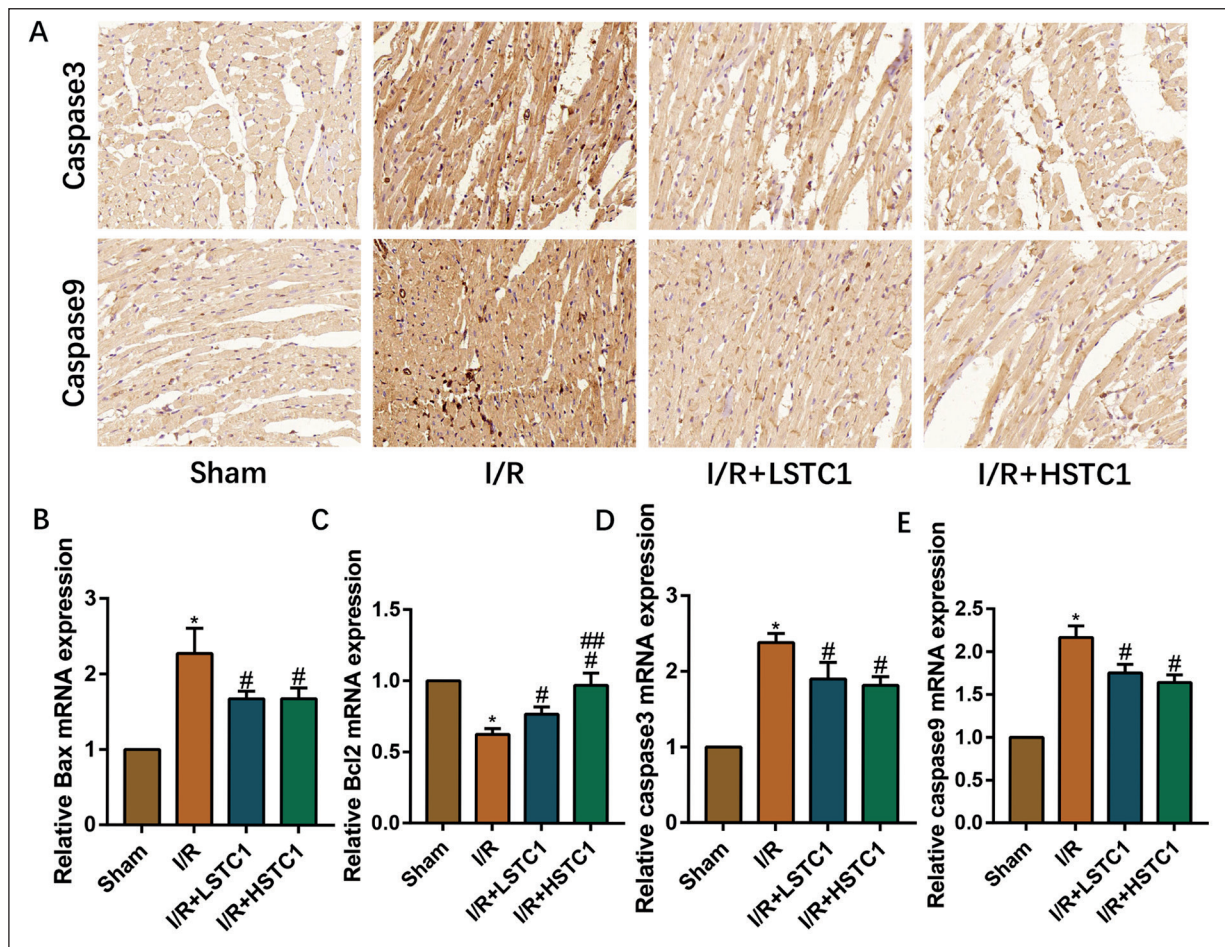 A
Caspase3
Caspase9
Sham
I/R
I/R+LSTC1
I/R+HSTC1
B
Relative Bax mRNA expression
3
2
1
0
*
#
#
Sham
I/R
I/R+LSTC1
I/R+HSTC1
C
Relative Bcl2 mRNA expression
1.5
1.0
0.5
0.0
*
#
##
#
Sham
I/R
I/R+LSTC1
I/R+HSTC1
D
Relative caspase3 mRNA expression
3
2
1
0
*
#
#
Sham
I/R
I/R+LSTC1
I/R+HSTC1
E
Relative caspase9 mRNA expression
2.5
2.0
1.5
1.0
0.5
0.0
*
#
#
Sham
I/R
I/R+LSTC1
I/R+HSTC1